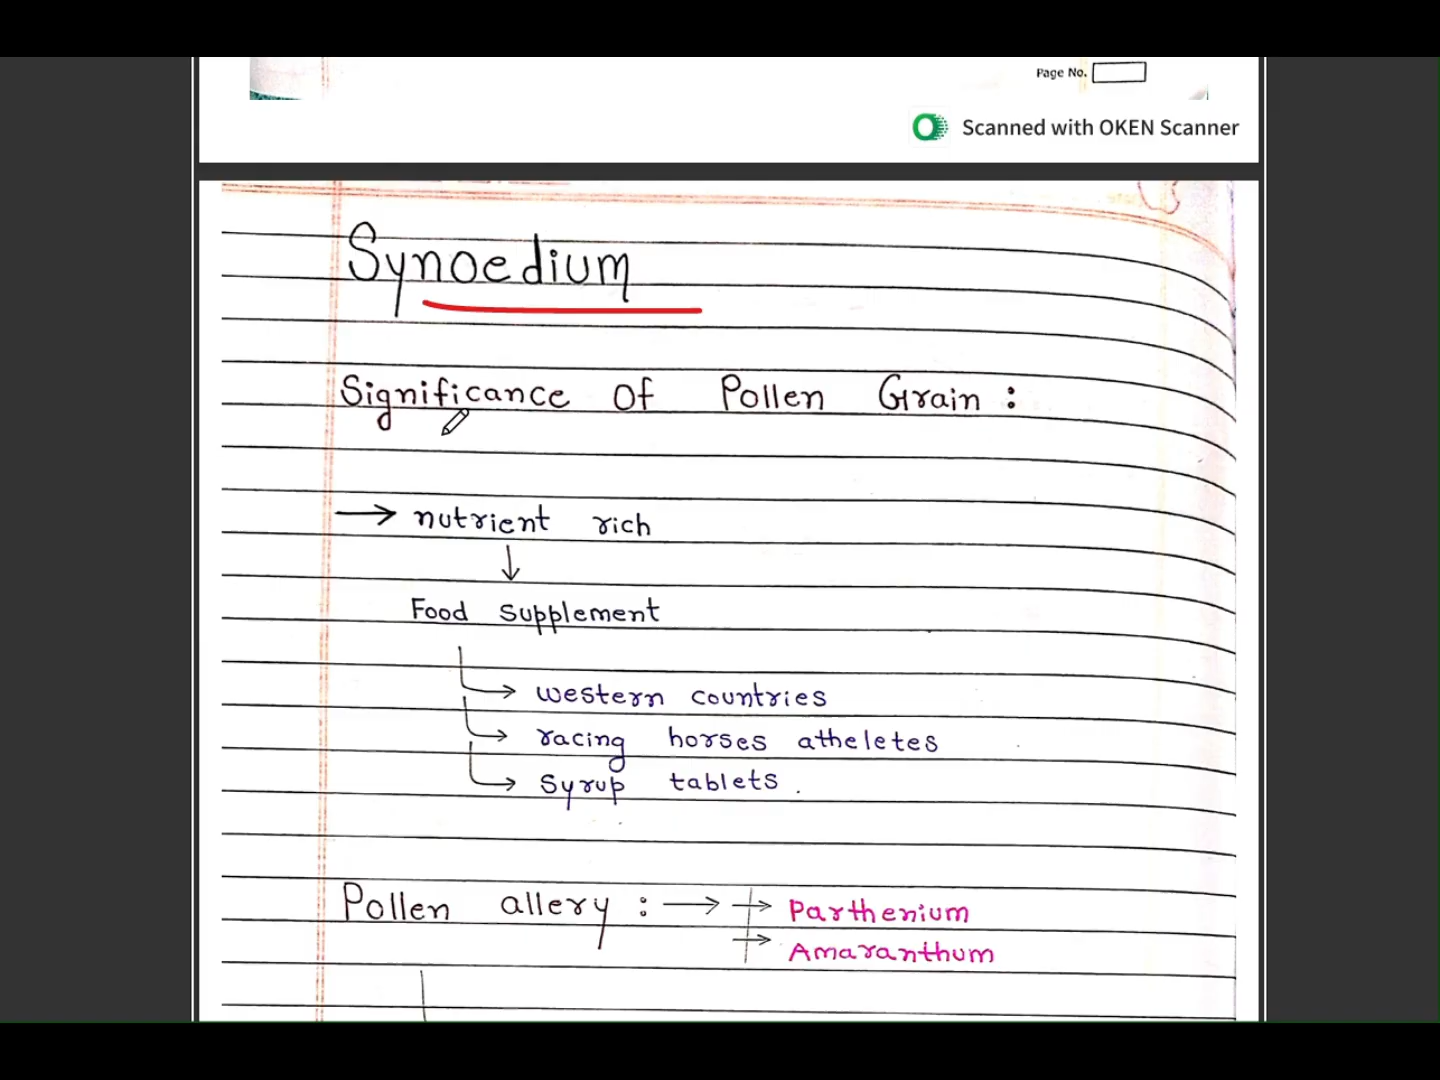 Page No.
Scanned with OKEN Scanner
Synoedium
Significance of Pollen Grain :
→ nutrient rich
↓
Food supplement
→ western countries
→ racing horses atheletes
→ syrup tablets .
Pollen allery : → → Parthenium
→ Amaranthum